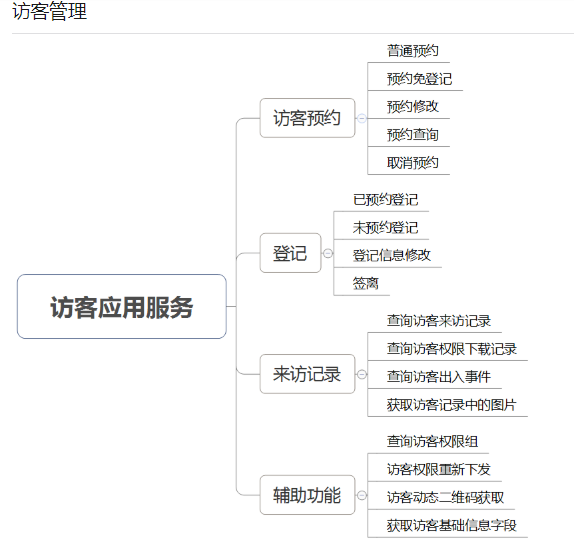 访客管理
访客应用服务
访客预约
普通预约
预约免登记
预约修改
预约查询
取消预约
登记
已预约登记
未预约登记
登记信息修改
签离
来访记录
查询访客来访记录
查询访客权限下载记录
查询访客出入事件
获取访客记录中的图片
辅助功能
查询访客权限组
访客权限重新下发
访客动态二维码获取
获取访客基础信息字段